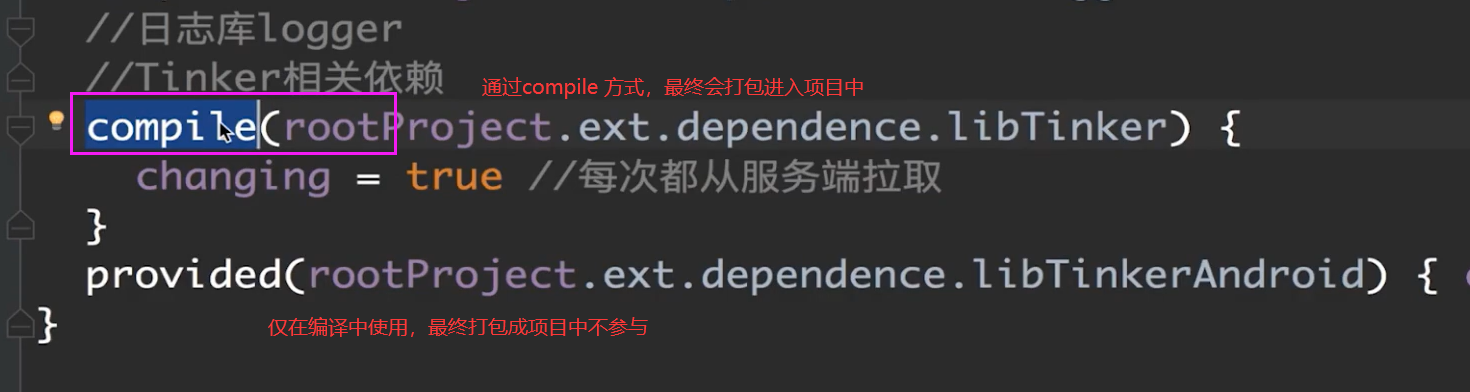 //日志库logger
//Tinker相关依赖
通过compile 方式，最终会打包进入项目中
compile(rootProject.ext.dependence.libTinker) {
changing = true //每次都从服务端拉取
}
provided(rootProject.ext.dependence.libTinkerAndroid) {
}
仅在编译中使用，最终打包成项目中不参与